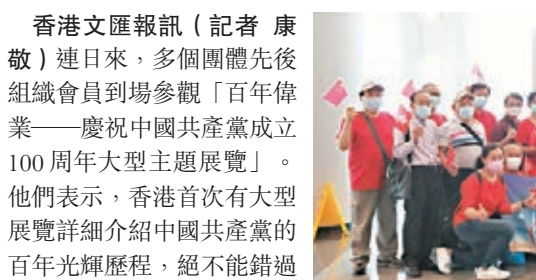 香港文匯報訊（記者 康
敬）連日來，多個團體先後
組織會員到場參觀「百年偉
業——慶祝中國共產黨成立
100 周年大型主題展覽」。
他們表示，香港首次有大型
展覽詳細介紹中國共產黨的
百年光輝歷程，絕不能錯過